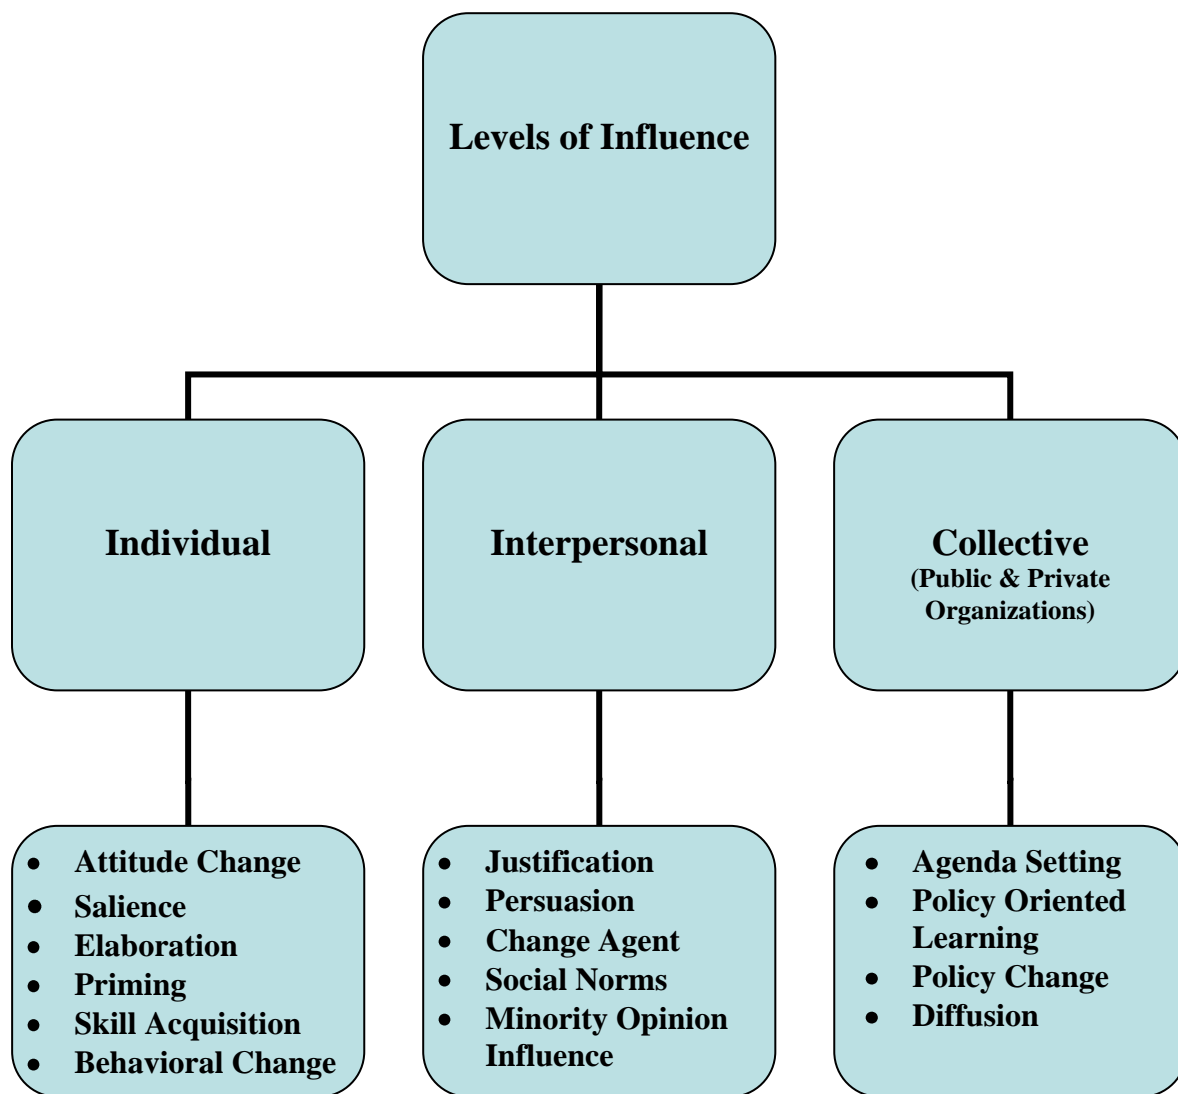 Levels of Influence
Individual
Interpersonal
Collective
(Public & Private
Organizations)
• Attitude Change
• Salience
• Elaboration
• Priming
• Skill Acquisition
• Behavioral Change
• Justification
• Persuasion
• Change Agent
• Social Norms
• Minority Opinion
Influence
• Agenda Setting
• Policy Oriented
Learning
• Policy Change
• Diffusion